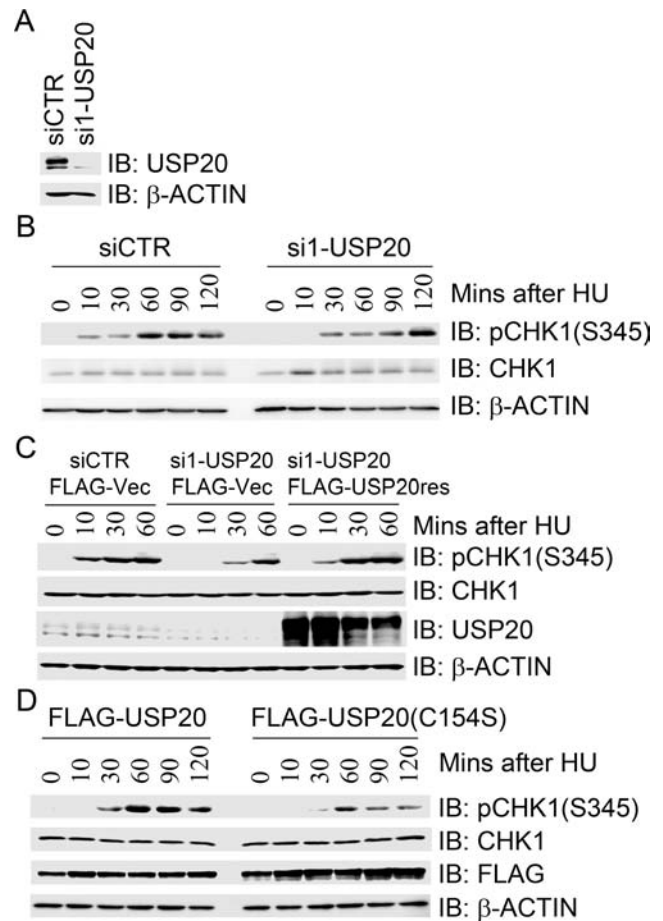 A
siCTR
si1-USP20
IB: USP20
IB: β-ACTIN
B
siCTR si1-USP20
0 10 30 60 90 120 0 10 30 60 90 120 Mins after HU
IB: pCHK1(S345)
IB: CHK1
IB: β-ACTIN
C
siCTR si1-USP20 si1-USP20
FLAG-Vec FLAG-Vec FLAG-USP20res
0 10 30 60 0 10 30 60 0 10 30 60 Mins after HU
IB: pCHK1(S345)
IB: CHK1
IB: USP20
IB: β-ACTIN
D
FLAG-USP20 FLAG-USP20(C154S)
0 10 30 60 90 120 0 10 30 60 90 120 Mins after HU
IB: pCHK1(S345)
IB: CHK1
IB: FLAG
IB: β-ACTIN